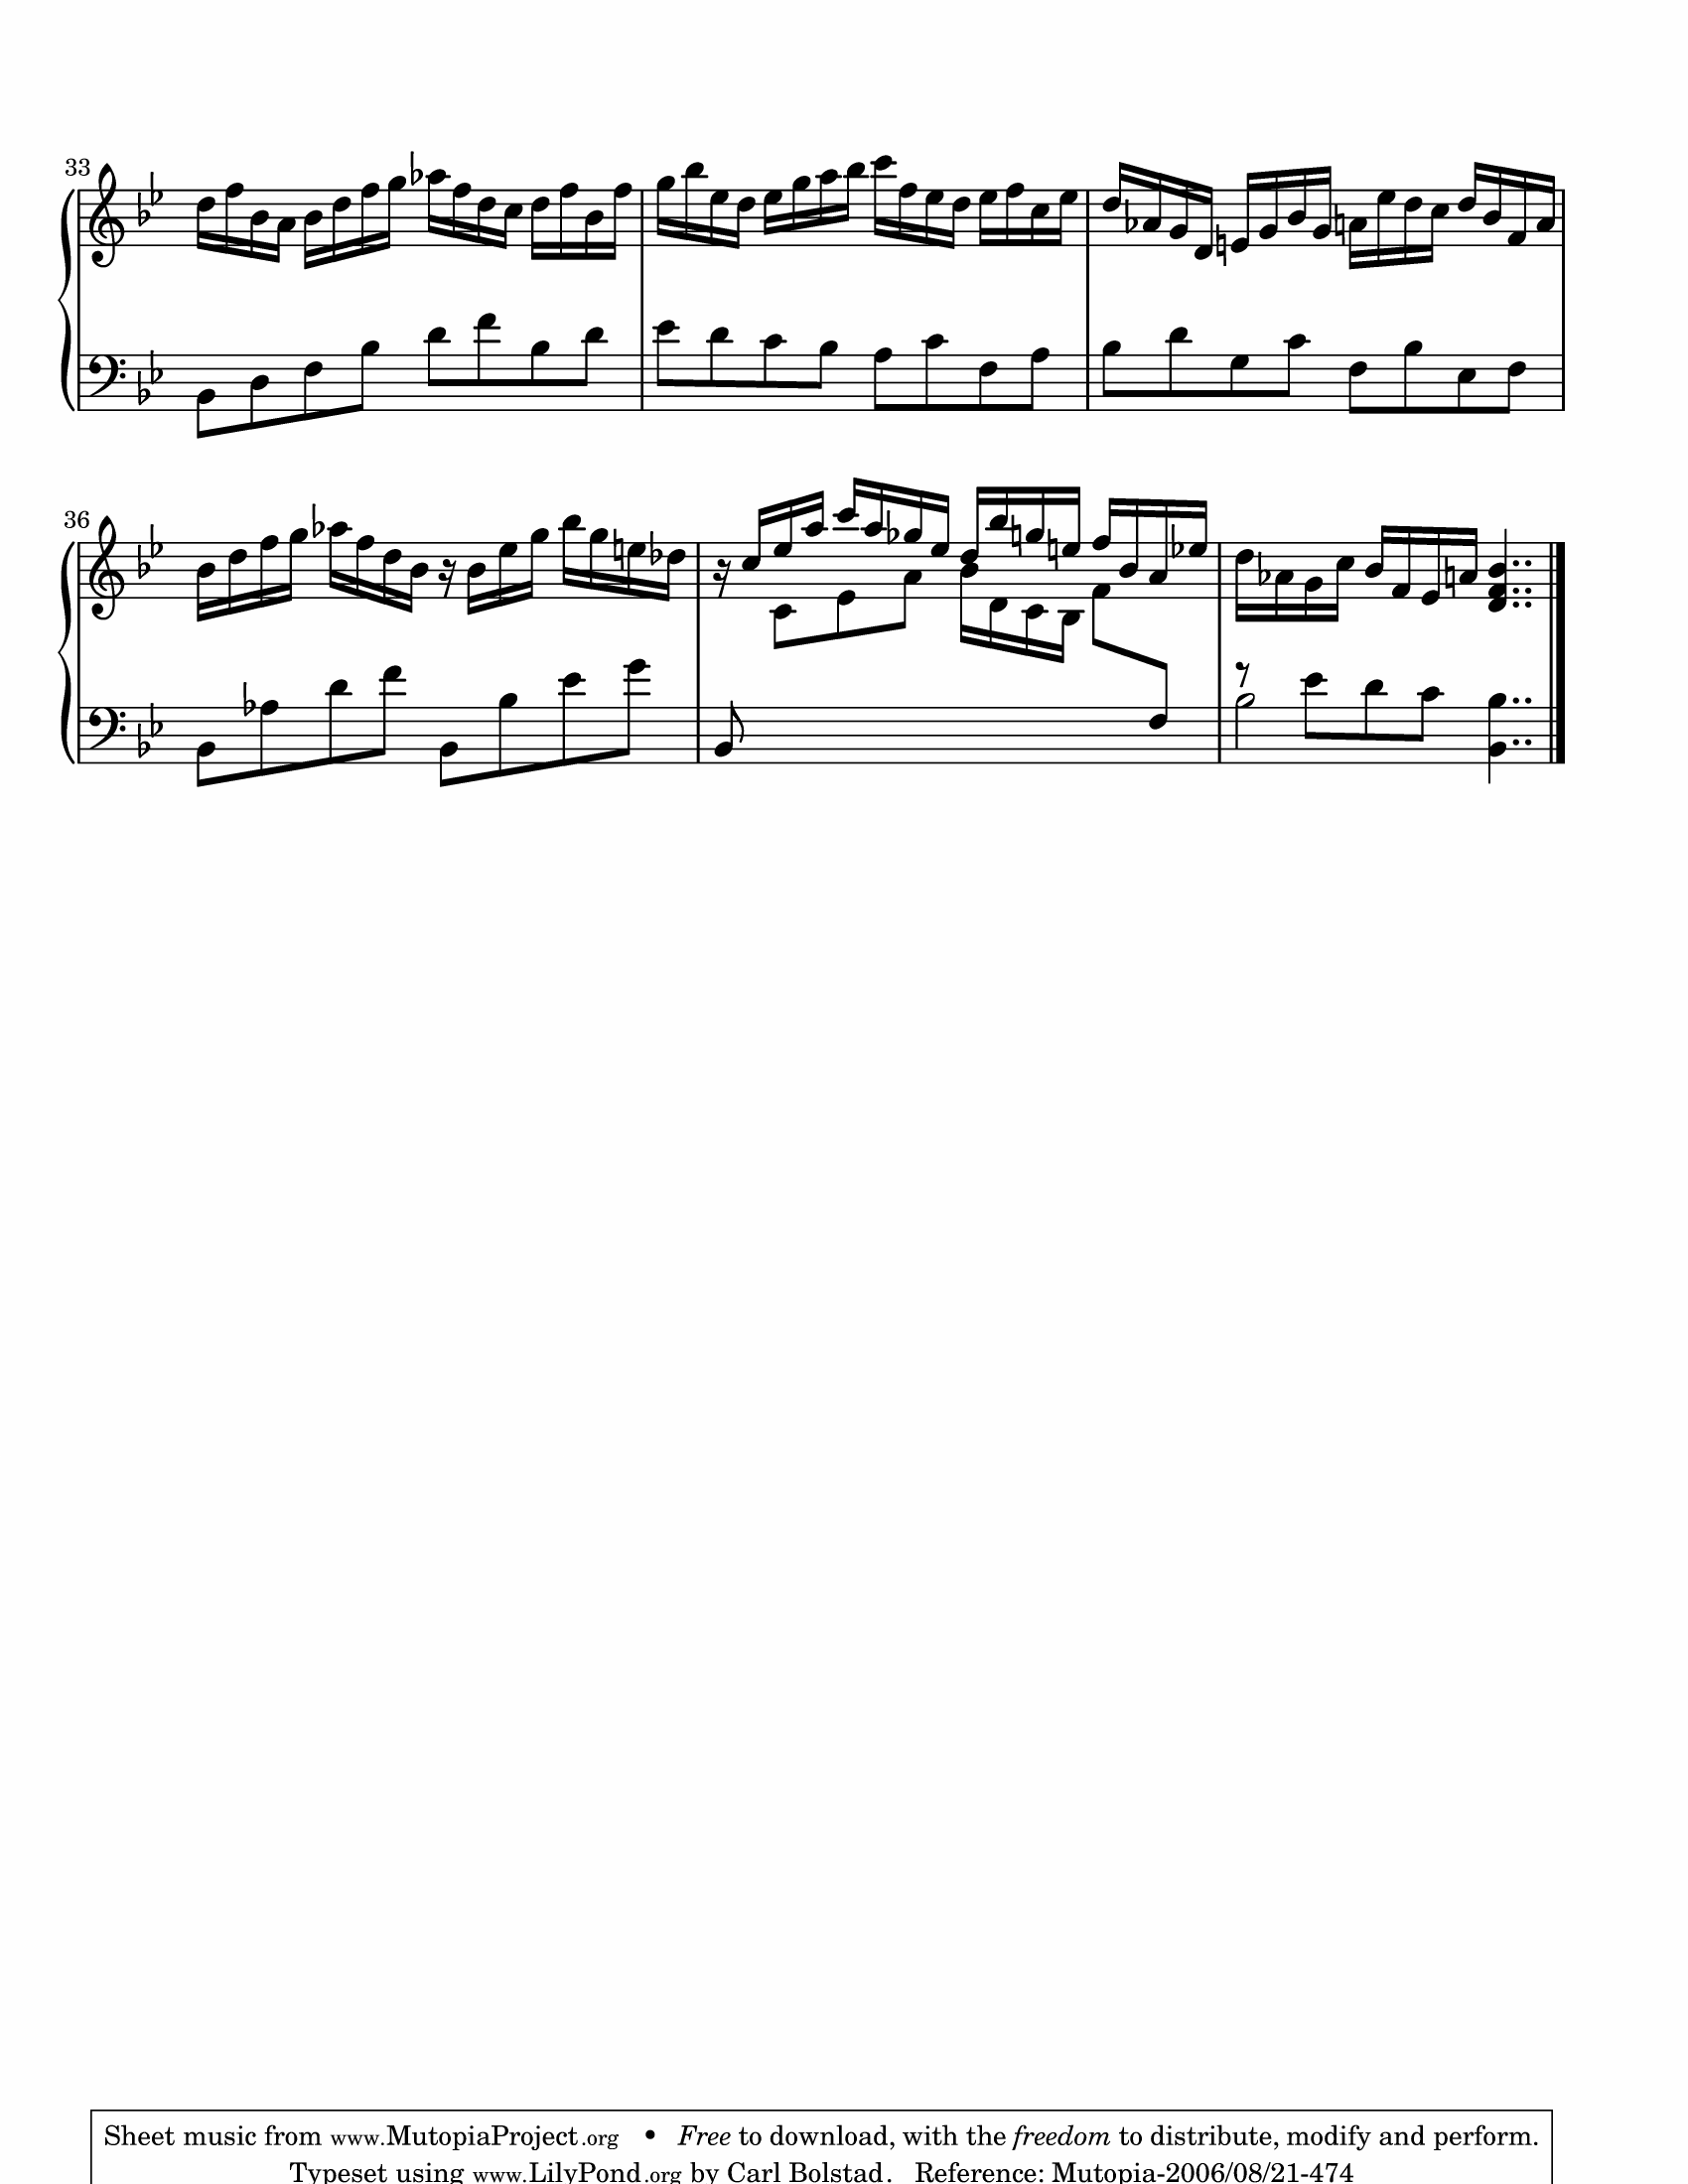 33
36
Sheet music from www.MutopiaProject.org • Free to download, with the freedom to distribute, modify and perform.
Typeset using www.LilyPond.org by Carl Bolstad. Reference: Mutopia-2006/08/21-474